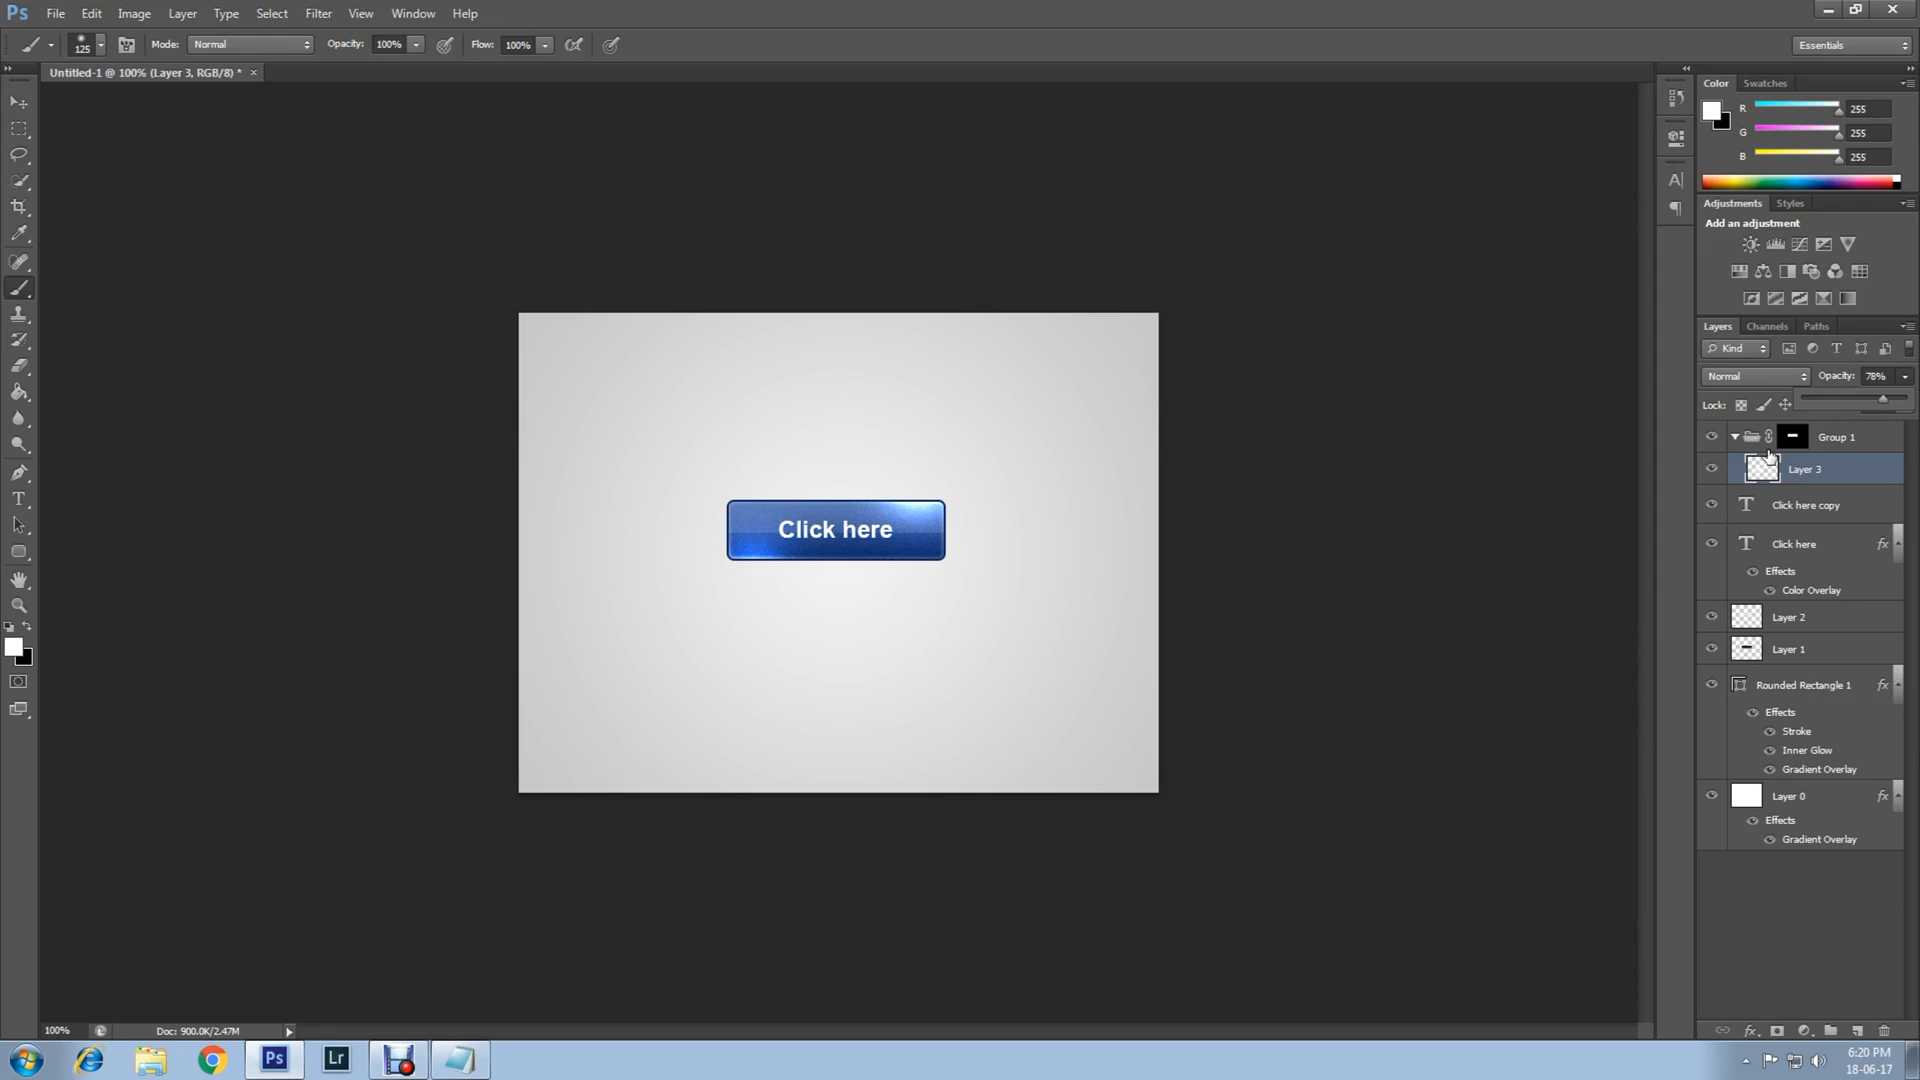 Ps File Edit Image Layer Type Select Filter View Window Help
125 Mode: Normal Opacity: 100% Flow: 100% Essentials
Untitled-1 @ 100% (Layer 3, RGB/8) * ×
Color Swatches
R 255
G 255
B 255
Adjustments Styles
Add an adjustment
Layers Channels Paths
Kind
Normal Opacity: 78%
Lock:
Group 1
Layer 3
Click here copy
Click here fx
Effects
Color Overlay
Layer 2
Layer 1
Rounded Rectangle 1 fx
Effects
Stroke
Inner Glow
Gradient Overlay
Layer 0 fx
Effects
Gradient Overlay
Click here
100% Doc: 900.0K/2.47M
Ps Lr
6:20 PM
18-06-17